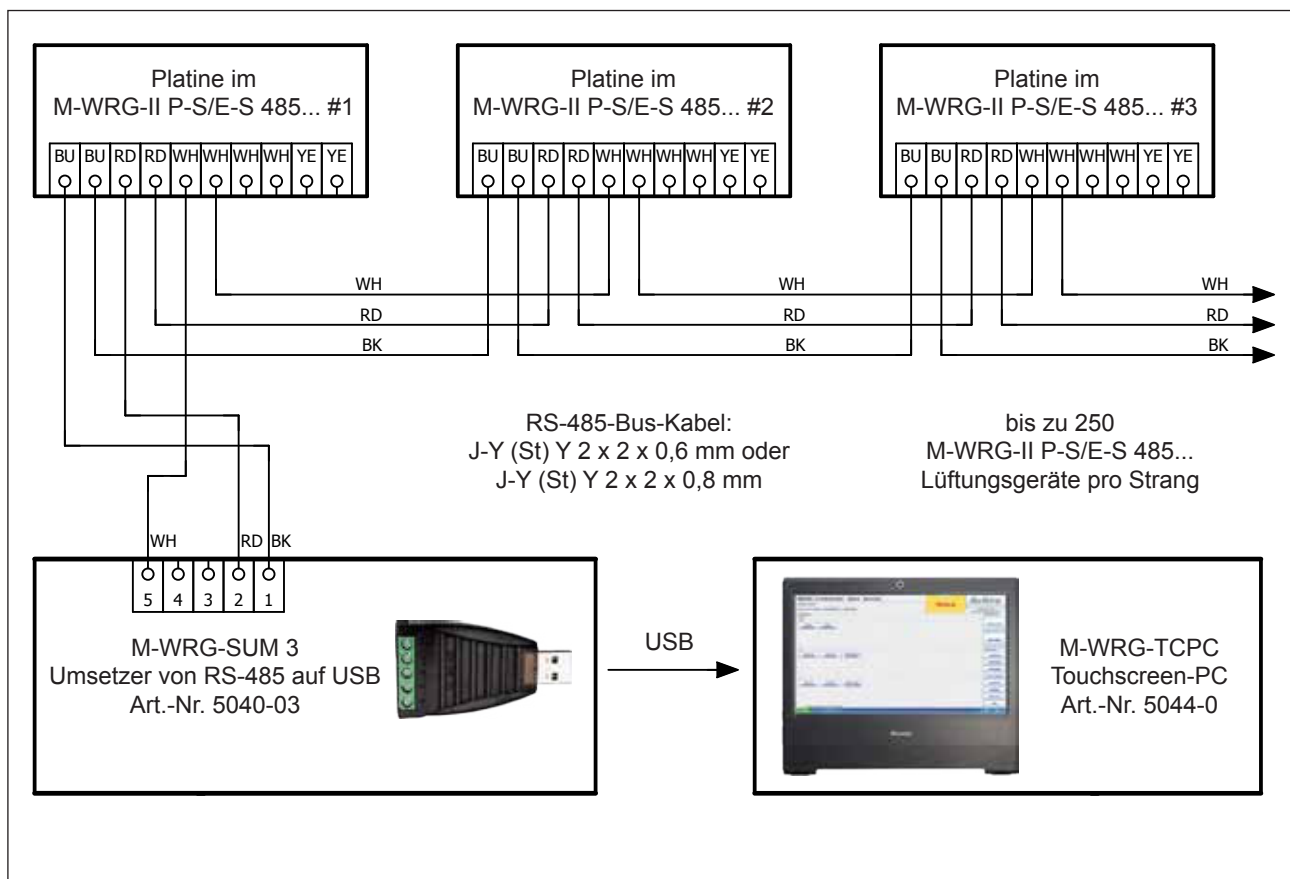 Platine im
M-WRG-II P-S/E-S 485... #1
BU BU RD RD WH WH WH WH YE YE
Platine im
M-WRG-II P-S/E-S 485... #2
BU BU RD RD WH WH WH WH YE YE
Platine im
M-WRG-II P-S/E-S 485... #3
BU BU RD RD WH WH WH WH YE YE
WH WH WH
RD RD RD
BK BK BK
RS-485-Bus-Kabel:
J-Y (St) Y 2 x 2 x 0,6 mm oder
J-Y (St) Y 2 x 2 x 0,8 mm
bis zu 250
M-WRG-II P-S/E-S 485...
Lüftungsgeräte pro Strang
WH RD BK
5 4 3 2 1
M-WRG-SUM 3
Umsetzer von RS-485 auf USB
Art.-Nr. 5040-03
USB
M-WRG-TCPC
Touchscreen-PC
Art.-Nr. 5044-0